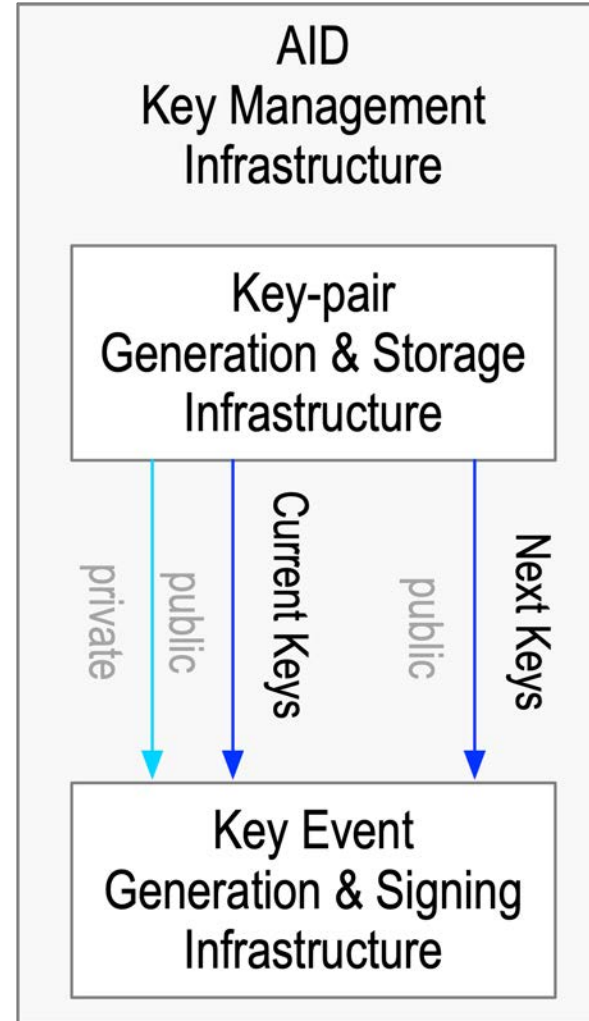 AID
Key Management
Infrastructure
Key-pair
Generation & Storage
Infrastructure
private
public
Current Keys
public
Next Keys
Key Event
Generation & Signing
Infrastructure